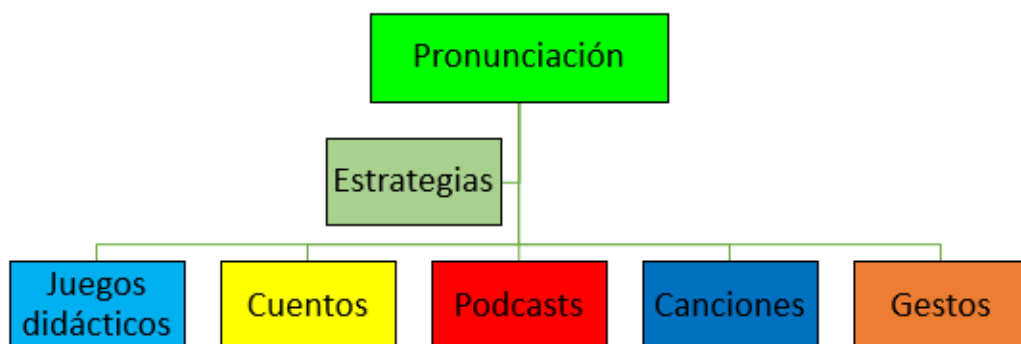 Pronunciación
Estrategias
Juegos
didácticos
Cuentos
Podcasts
Canciones
Gestos